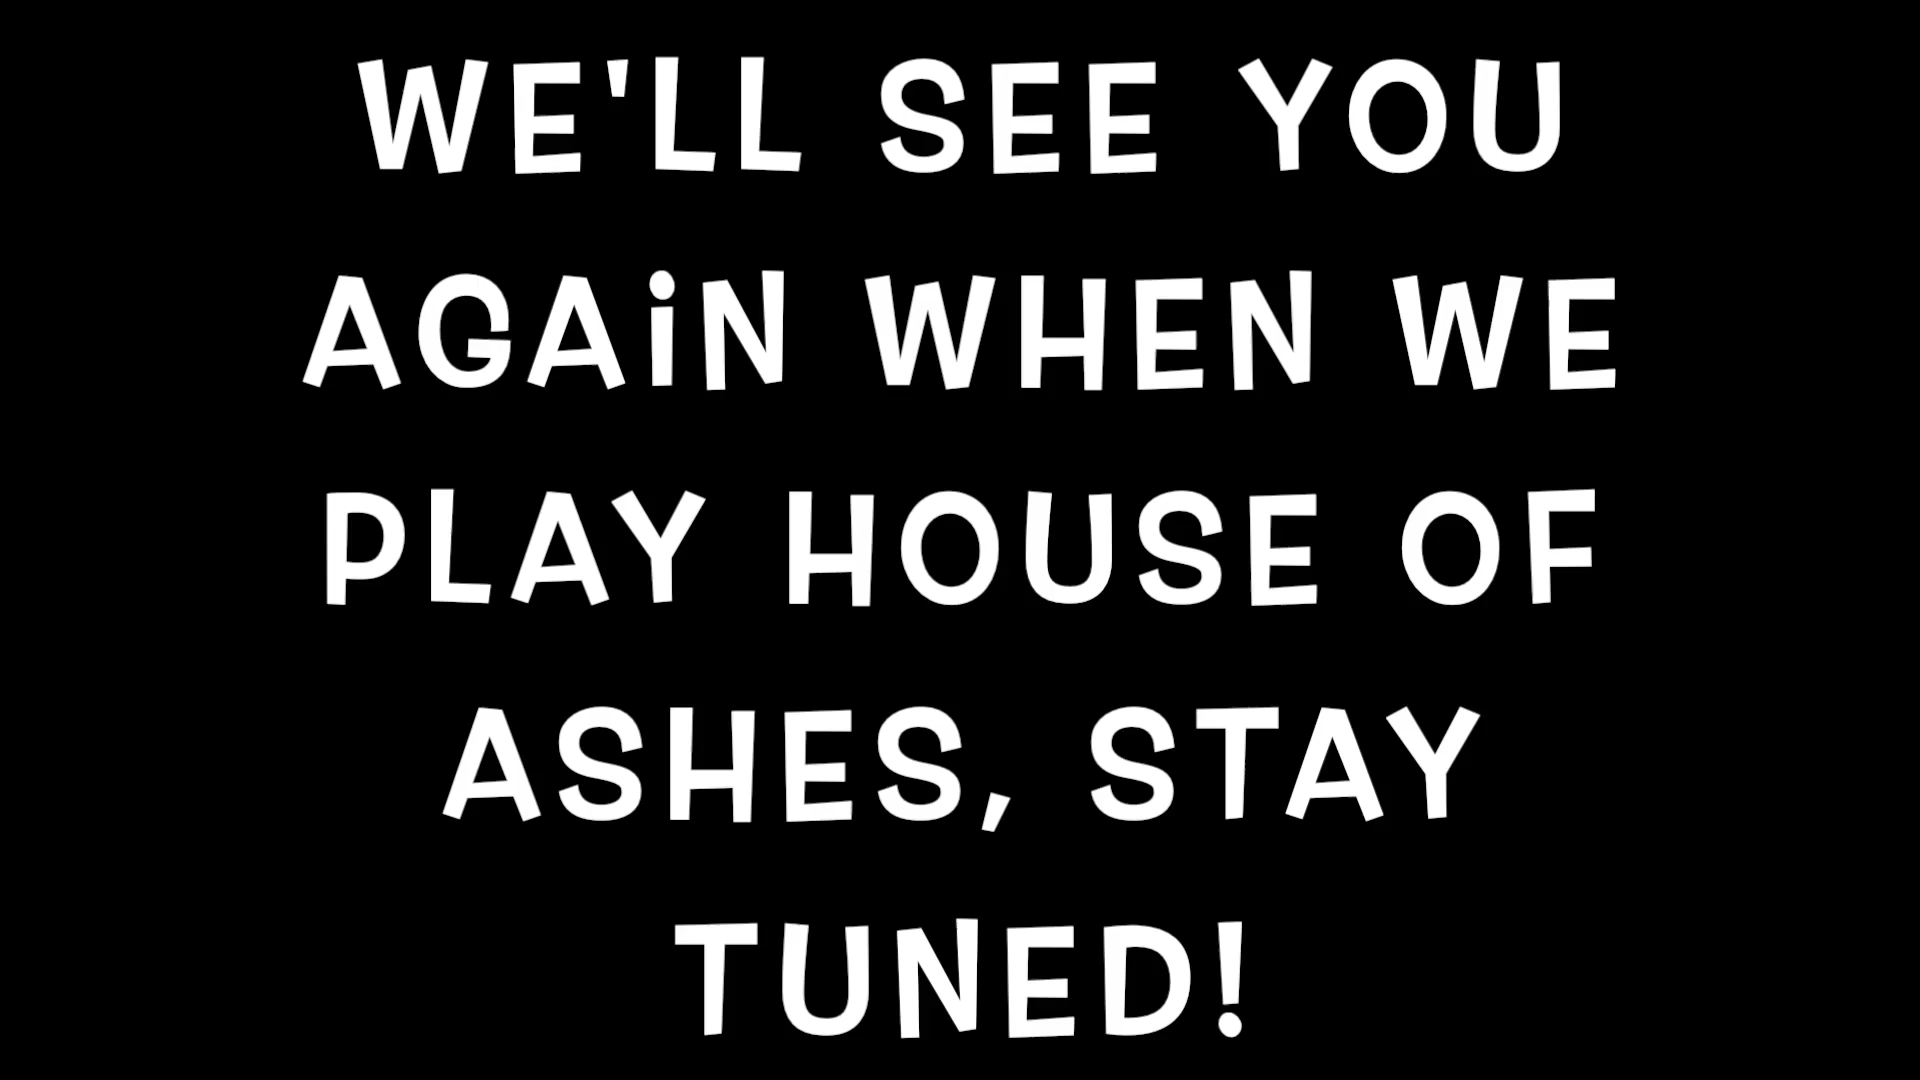 WE'LL SEE YOU
AGAiN WHEN WE
PLAY HOUSE OF
ASHES, STAY
TUNED!